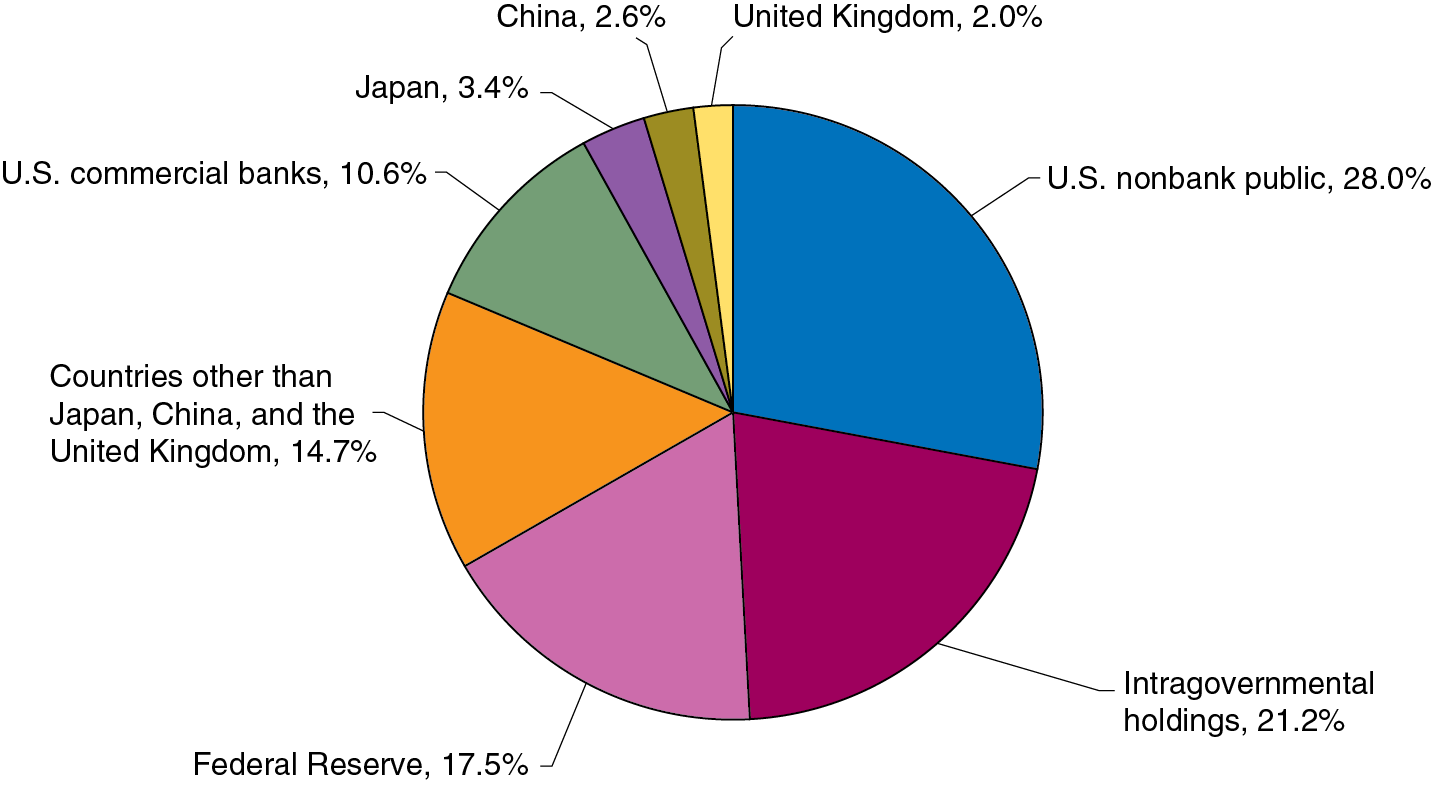 China, 2.6%
United Kingdom, 2.0%
Japan, 3.4%
U.S. commercial banks, 10.6%
U.S. nonbank public, 28.0%
Countries other than
Japan, China, and the
United Kingdom, 14.7%
Intragovernmental
holdings, 21.2%
Federal Reserve, 17.5%